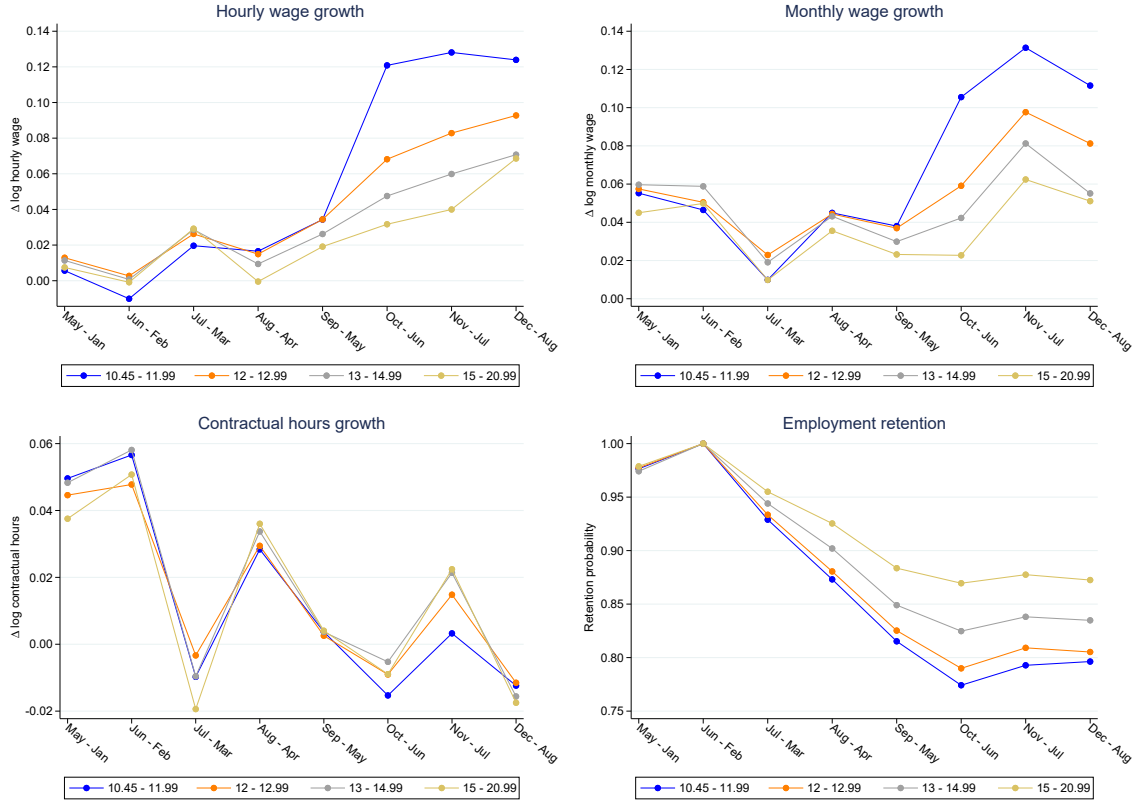 Hourly wage growth
Δ log hourly wage
0.14
0.12
0.10
0.08
0.06
0.04
0.02
0.00
May - Jan
Jun - Feb
Jul - Mar
Aug - Apr
Sep - May
Oct - Jun
Nov - Jul
Dec - Aug
10.45 - 11.99 12 - 12.99 13 - 14.99 15 - 20.99
Monthly wage growth
Δ log monthly wage
0.14
0.12
0.10
0.08
0.06
0.04
0.02
0.00
May - Jan
Jun - Feb
Jul - Mar
Aug - Apr
Sep - May
Oct - Jun
Nov - Jul
Dec - Aug
10.45 - 11.99 12 - 12.99 13 - 14.99 15 - 20.99
Contractual hours growth
Δ log contractual hours
0.06
0.04
0.02
0.00
-0.02
May - Jan
Jun - Feb
Jul - Mar
Aug - Apr
Sep - May
Oct - Jun
Nov - Jul
Dec - Aug
10.45 - 11.99 12 - 12.99 13 - 14.99 15 - 20.99
Employment retention
Retention probability
1.00
0.95
0.90
0.85
0.80
0.75
May - Jan
Jun - Feb
Jul - Mar
Aug - Apr
Sep - May
Oct - Jun
Nov - Jul
Dec - Aug
10.45 - 11.99 12 - 12.99 13 - 14.99 15 - 20.99